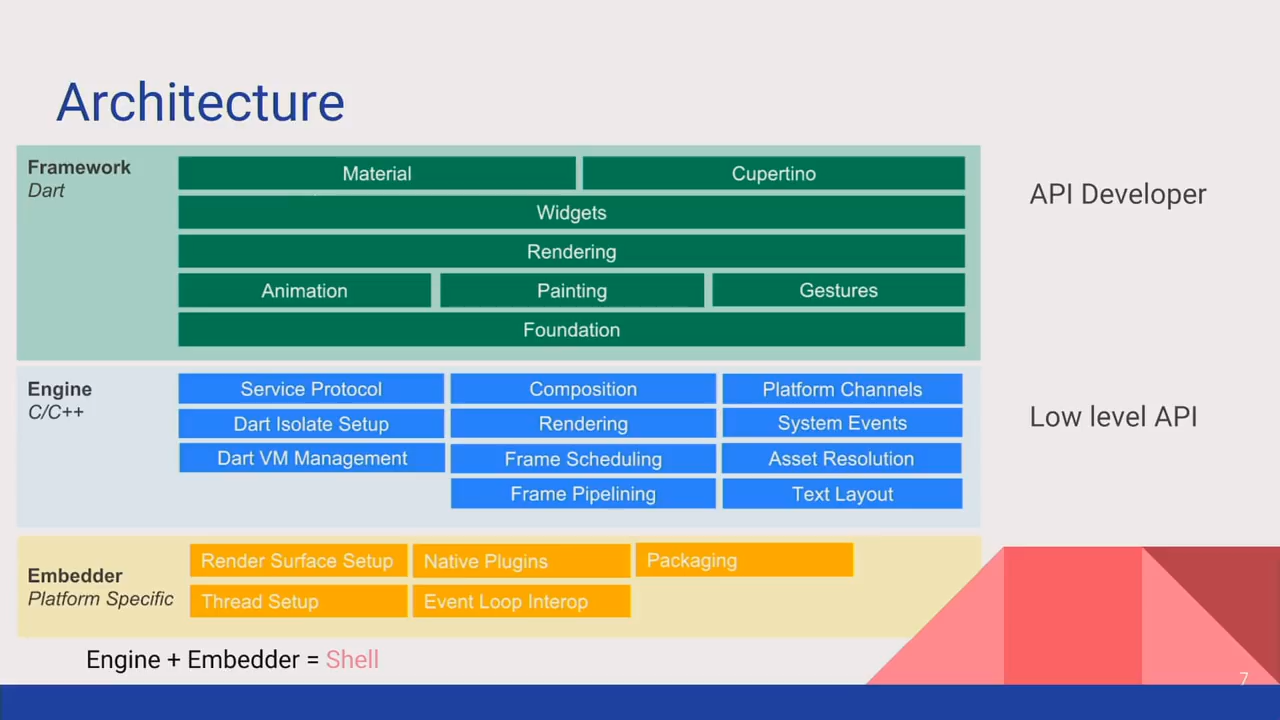 Architecture
Framework
Dart
Material
Cupertino
Widgets
Rendering
Animation
Painting
Gestures
Foundation
API Developer
Engine
C/C++
Service Protocol
Composition
Platform Channels
Dart Isolate Setup
Rendering
System Events
Dart VM Management
Frame Scheduling
Asset Resolution
Frame Pipelining
Text Layout
Low level API
Embedder
Platform Specific
Render Surface Setup
Native Plugins
Packaging
Thread Setup
Event Loop Interop
Engine + Embedder = Shell
7